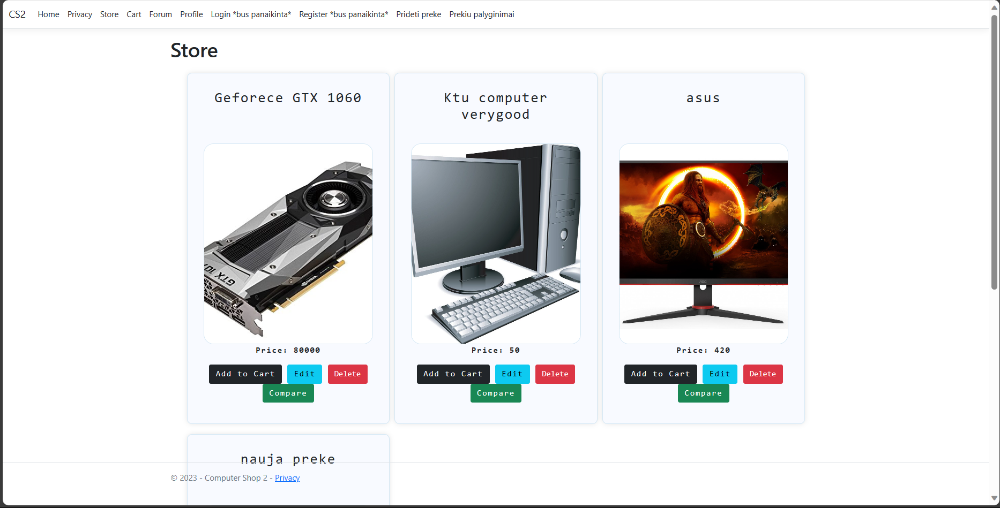 CS2 Home Privacy Store Cart Forum Profile Login *bus panaikinta* Register *bus panaikinta* Prideti preke Prekiu palyginimai
Store
Geforece GTX 1060
GTX 10
NVIDIA
Price: 80000
Add to Cart Edit Delete
Compare
Ktu computer
verygood
Price: 50
Add to Cart Edit Delete
Compare
asus
AOC
Price: 420
Add to Cart Edit Delete
Compare
nauja preke
© 2023 - Computer Shop 2 - Privacy